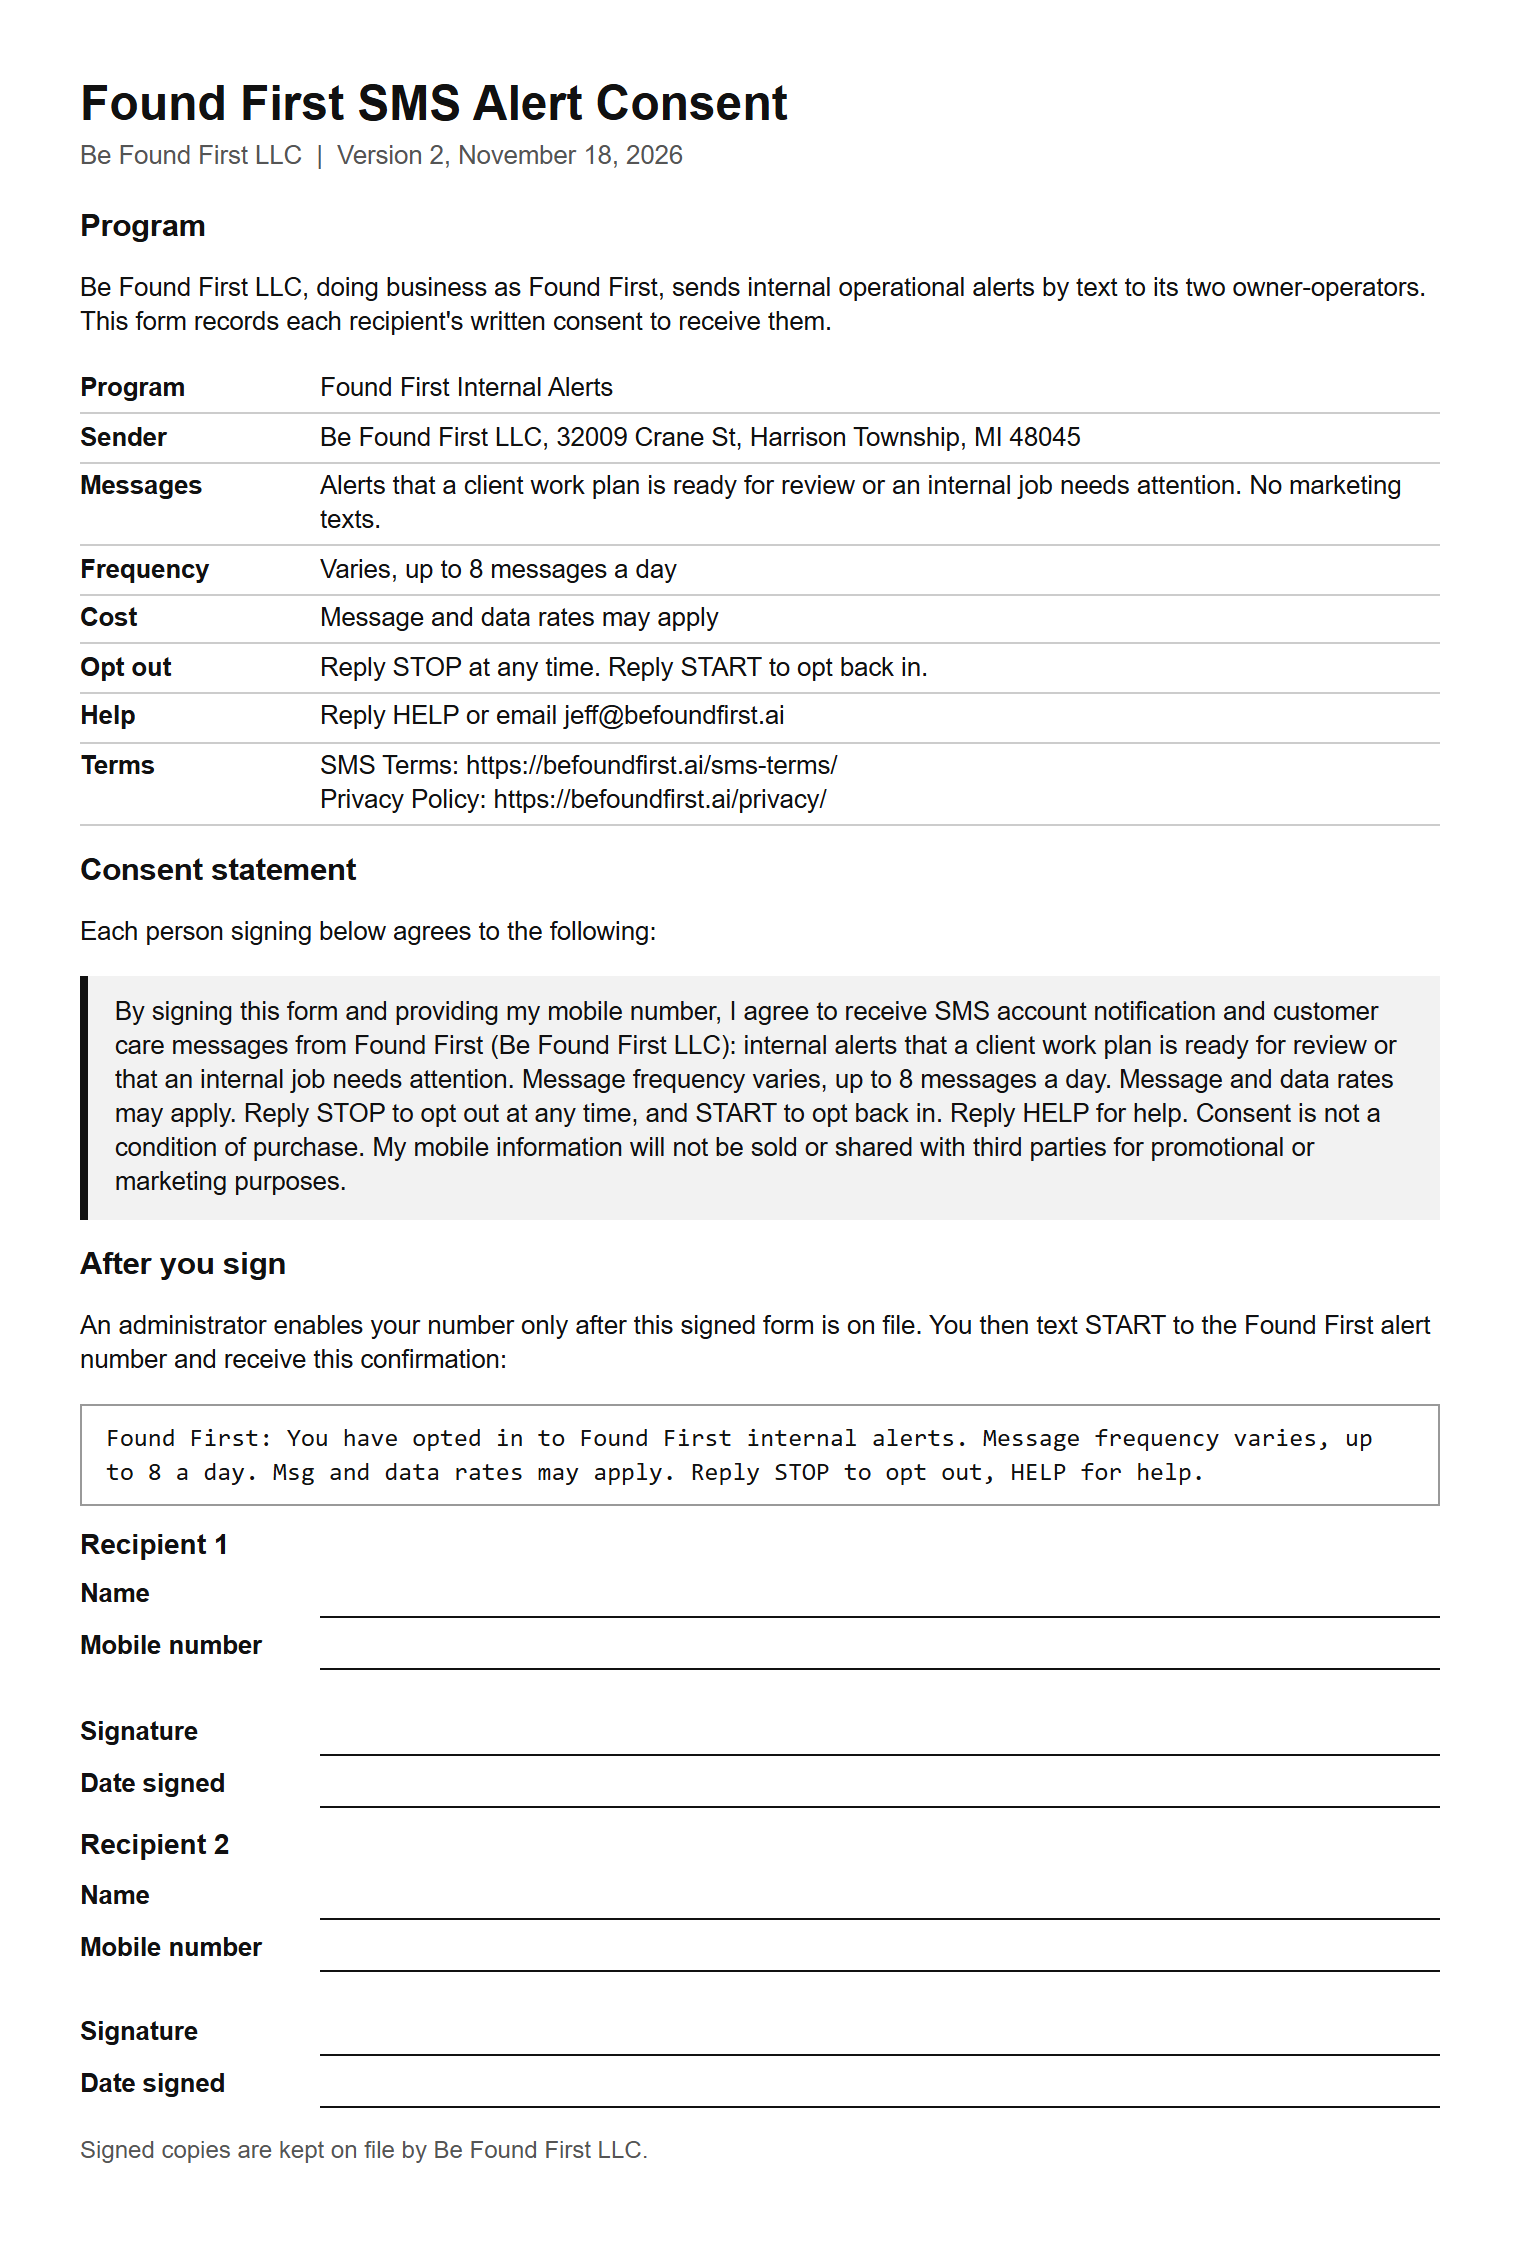 Found First SMS Alert Consent
Be Found First LLC | Version 2, November 18, 2026
Program
Be Found First LLC, doing business as Found First, sends internal operational alerts by text to its two owner-operators.
This form records each recipient's written consent to receive them.
Program Found First Internal Alerts
Sender Be Found First LLC, 32009 Crane St, Harrison Township, MI 48045
Messages Alerts that a client work plan is ready for review or an internal job needs attention. No marketing
texts.
Frequency Varies, up to 8 messages a day
Cost Message and data rates may apply
Opt out Reply STOP at any time. Reply START to opt back in.
Help Reply HELP or email jeff@befoundfirst.ai
Terms SMS Terms: https://befoundfirst.ai/sms-terms/
Privacy Policy: https://befoundfirst.ai/privacy/
Consent statement
Each person signing below agrees to the following:
By signing this form and providing my mobile number, I agree to receive SMS account notification and customer
care messages from Found First (Be Found First LLC): internal alerts that a client work plan is ready for review or
that an internal job needs attention. Message frequency varies, up to 8 messages a day. Message and data rates
may apply. Reply STOP to opt out at any time, and START to opt back in. Reply HELP for help. Consent is not a
condition of purchase. My mobile information will not be sold or shared with third parties for promotional or
marketing purposes.
After you sign
An administrator enables your number only after this signed form is on file. You then text START to the Found First alert
number and receive this confirmation:
Found First: You have opted in to Found First internal alerts. Message frequency varies, up
to 8 a day. Msg and data rates may apply. Reply STOP to opt out, HELP for help.
Recipient 1
Name
Mobile number
Signature
Date signed
Recipient 2
Name
Mobile number
Signature
Date signed
Signed copies are kept on file by Be Found First LLC.